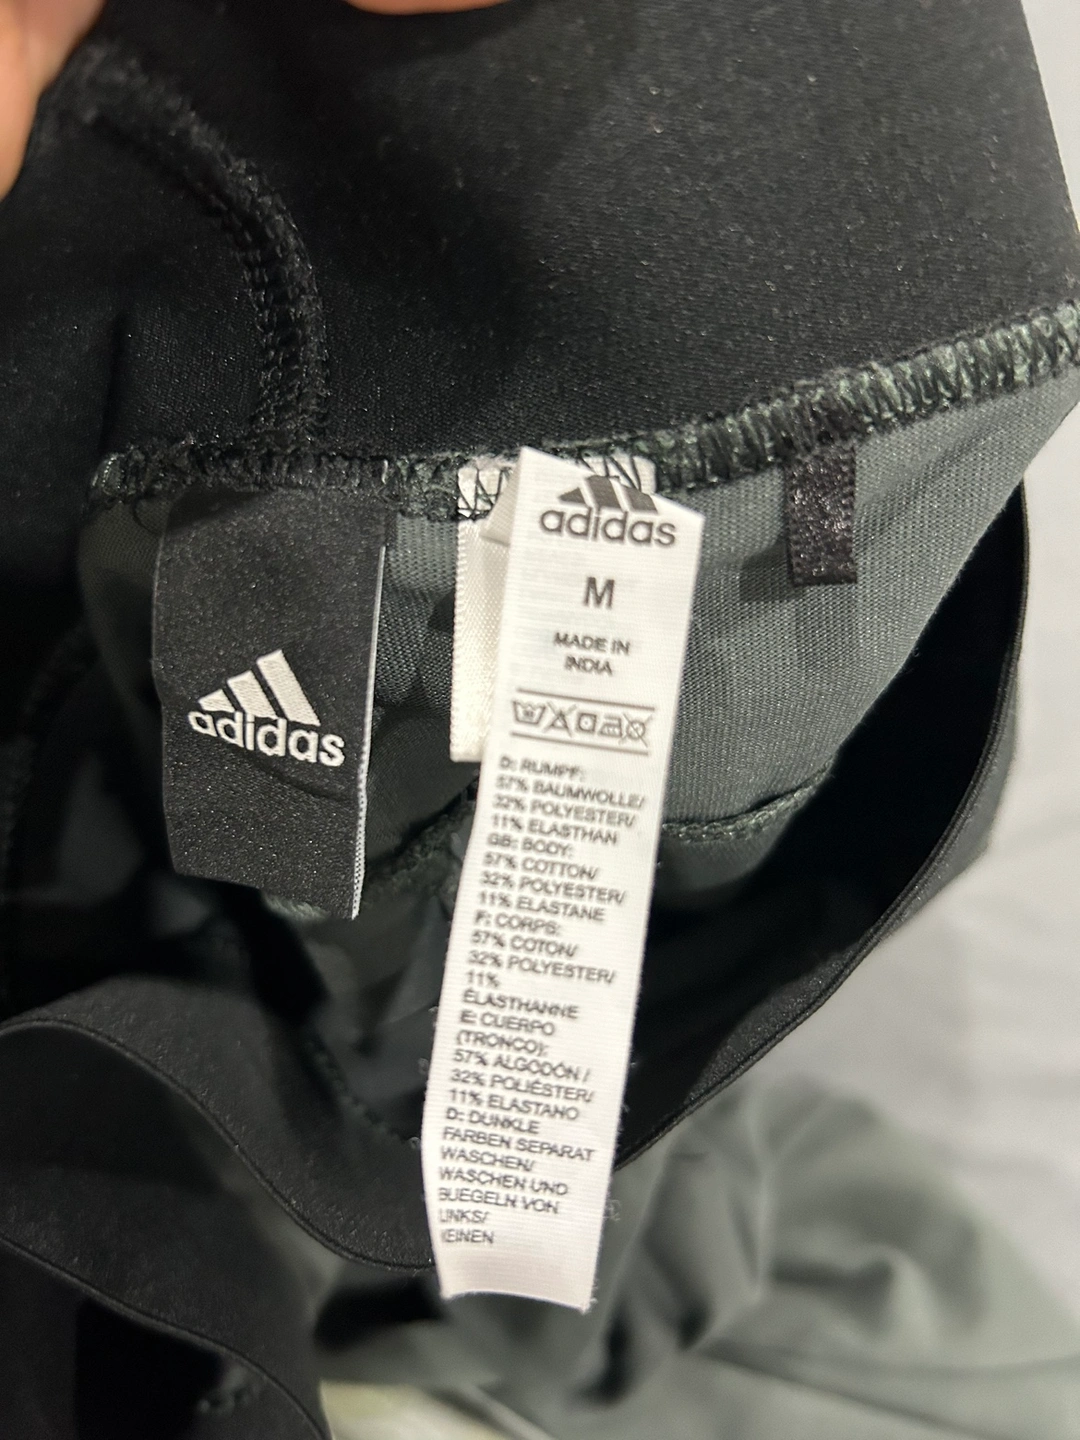 adidas
adidas
M
MADE IN
INDIA
D: RUMPF:
57% BAUMWOLLE/
32% POLYESTER/
11% ELASTHAN
GB: BODY:
57% COTTON/
32% POLYESTER/
11% ELASTANE
F: CORPS:
57% COTON/
32% POLYESTER/
11%
ÉLASTHANNE
E: CUERPO
(TRONCO):
57% ALGODÓN /
32% POLIÉSTER/
11% ELASTANO
D: DUNKLE
FARBEN SEPARAT
WASCHEN/
WASCHEN UND
BUEGELN VON
LINKS/
KEINEN